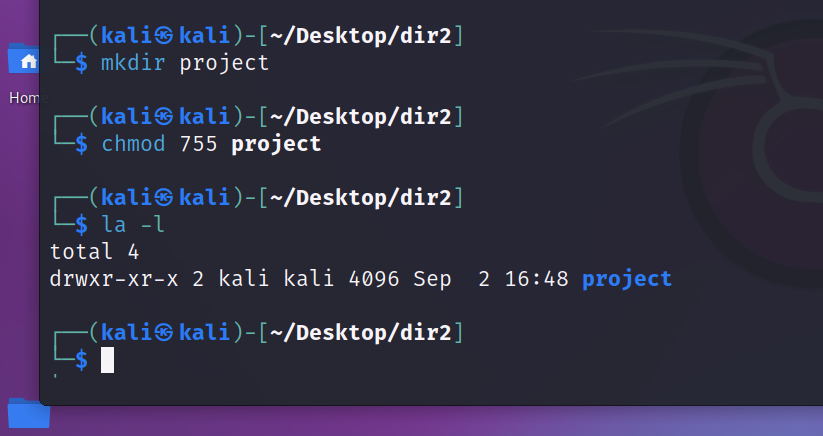 ┌──(kali㉿kali)-[~/Desktop/dir2]
└─$ mkdir project
Home
┌──(kali㉿kali)-[~/Desktop/dir2]
└─$ chmod 755 project
┌──(kali㉿kali)-[~/Desktop/dir2]
└─$ la -l
total 4
drwxr-xr-x 2 kali kali 4096 Sep  2 16:48 project
┌──(kali㉿kali)-[~/Desktop/dir2]
└─$